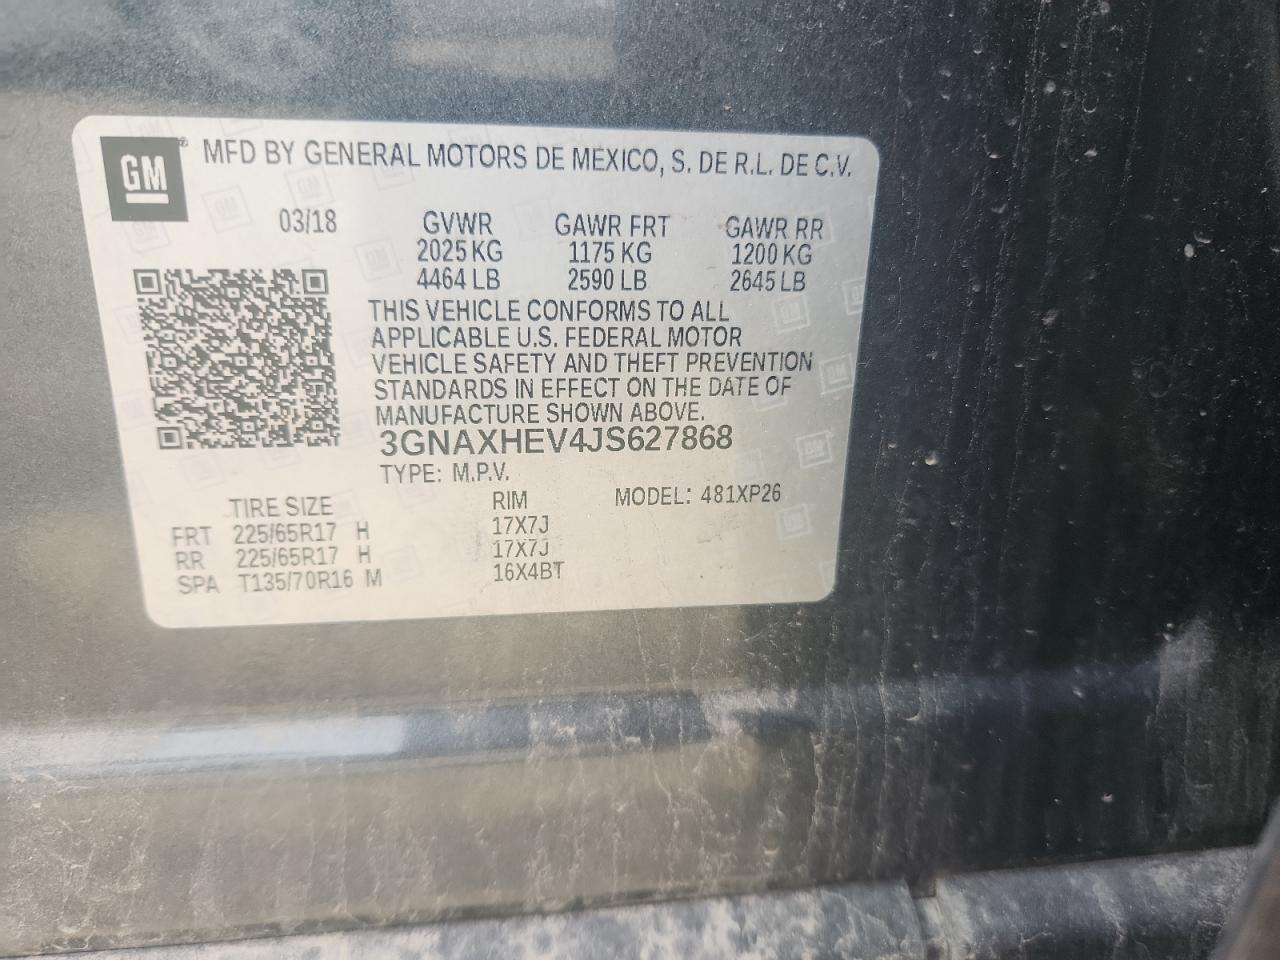 GM
MFD BY GENERAL MOTORS DE MEXICO, S. DE R.L. DE C.V.
03/18 GVWR GAWR FRT GAWR RR
2025 KG 1175 KG 1200 KG
4464 LB 2590 LB 2645 LB
THIS VEHICLE CONFORMS TO ALL
APPLICABLE U.S. FEDERAL MOTOR
VEHICLE SAFETY AND THEFT PREVENTION
STANDARDS IN EFFECT ON THE DATE OF
MANUFACTURE SHOWN ABOVE.
3GNAXHEV4JS627868
TYPE: M.P.V.
TIRE SIZE RIM MODEL: 481XP26
FRT 225/65R17 H 17X7J
RR 225/65R17 H 17X7J
SPA T135/70R16 M 16X4BT